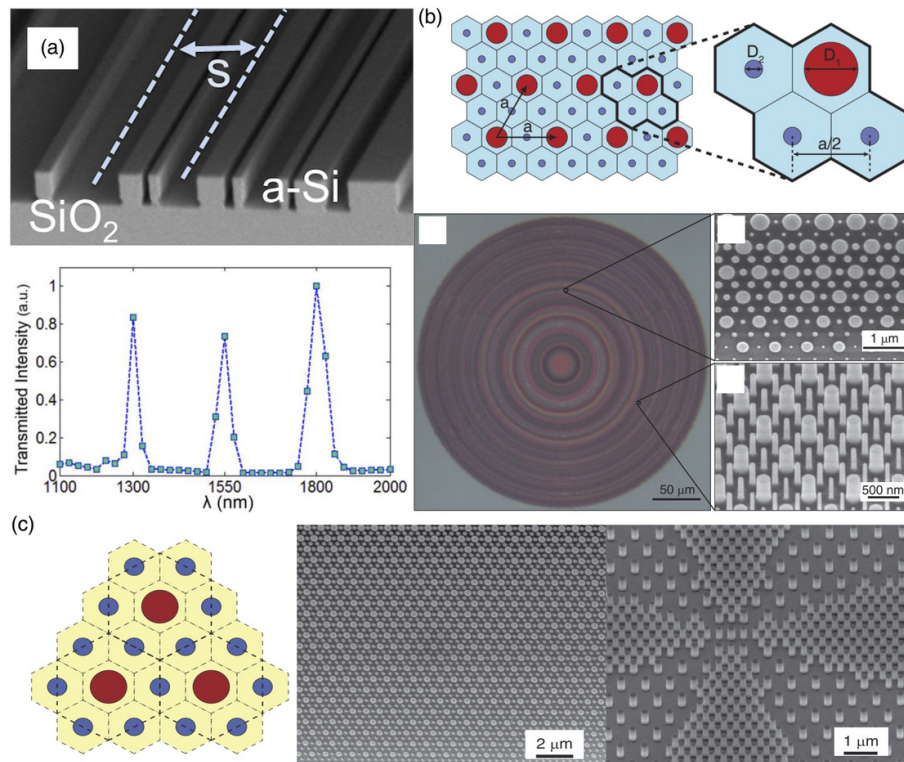 (a)
S
a-Si
SiO₂
Transmitted Intensity (a.u.)
1
0.8
0.6
0.4
0.2
0
1100 1300 1550 1800 2000
λ (nm)
(b)
a
a
D₂
D₁
a/2
50 μm
1 μm
500 nm
(c)
2 μm
1 μm